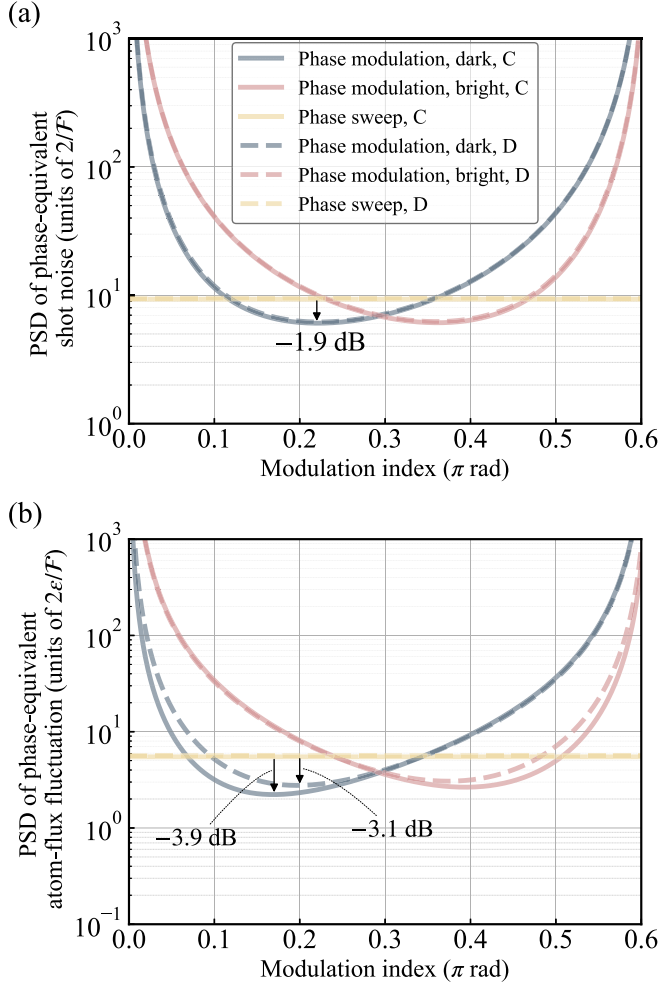 (a)
PSD of phase-equivalent
shot noise (units of 2/ℱ)
10³
10²
10¹
10⁰
Phase modulation, dark, C
Phase modulation, bright, C
Phase sweep, C
Phase modulation, dark, D
Phase modulation, bright, D
Phase sweep, D
−1.9 dB
0.0 0.1 0.2 0.3 0.4 0.5 0.6
Modulation index (π rad)
(b)
PSD of phase-equivalent
atom-flux fluctuation (units of 2ε/ℱ)
10³
10²
10¹
10⁰
10⁻¹
−3.9 dB
−3.1 dB
0.0 0.1 0.2 0.3 0.4 0.5 0.6
Modulation index (π rad)